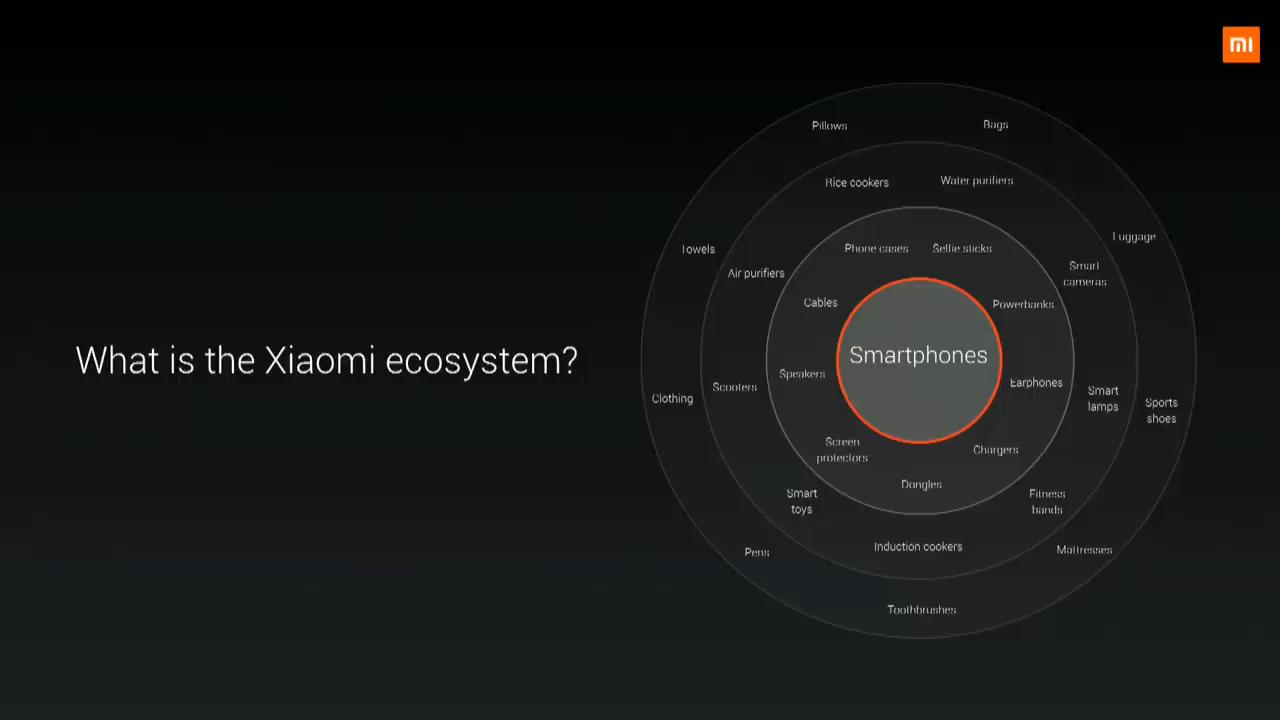 mi
Pillows
Bags
Rice cookers
Water purifiers
Luggage
Towels
Phone cases
Selfie sticks
Air purifiers
Smart
cameras
Cables
Powerbanks
What is the Xiaomi ecosystem?
Smartphones
Speakers
Earphones
Scooters
Clothing
Smart
lamps
Sports
shoes
Screen
protectors
Chargers
Dongles
Smart
toys
Fitness
bands
Induction cookers
Pens
Mattresses
Toothbrushes